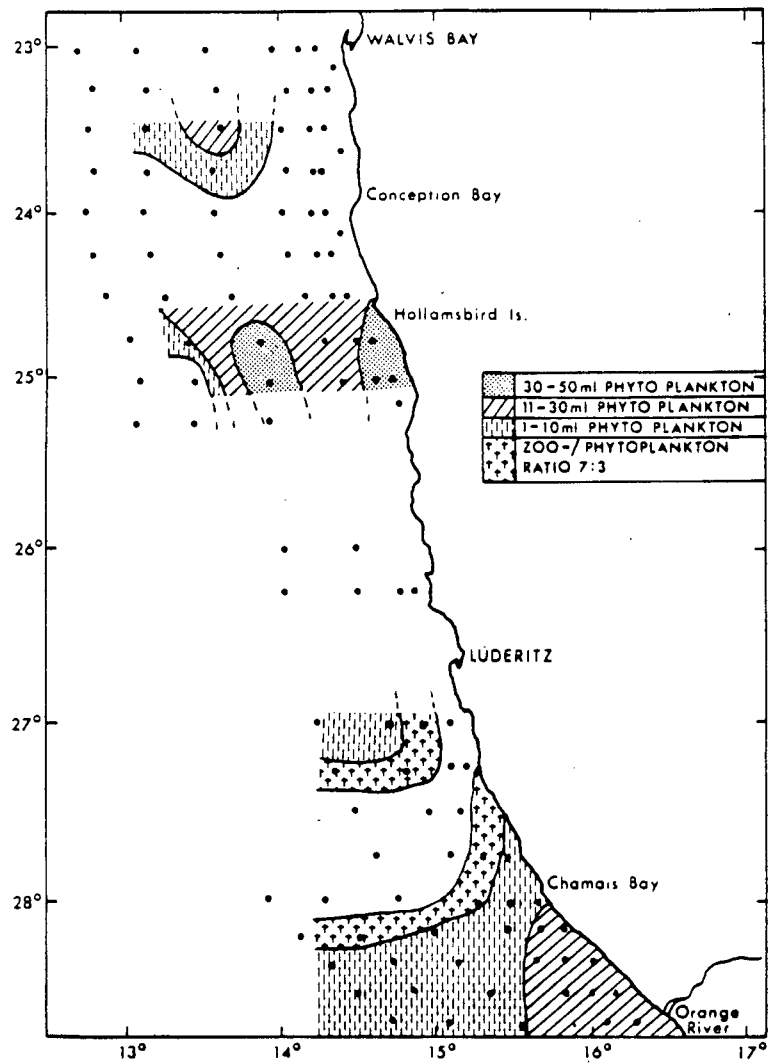 23°
WALVIS BAY
Conception Bay
24°
Hollamsbird Is.
25°
30-50ml PHYTO PLANKTON
11-30ml PHYTO PLANKTON
1-10ml PHYTO PLANKTON
ZOO-/ PHYTOPLANKTON
RATIO 7:3
26°
LÜDERITZ
27°
Chamais Bay
28°
Orange
River
13°
14°
15°
16°
17°